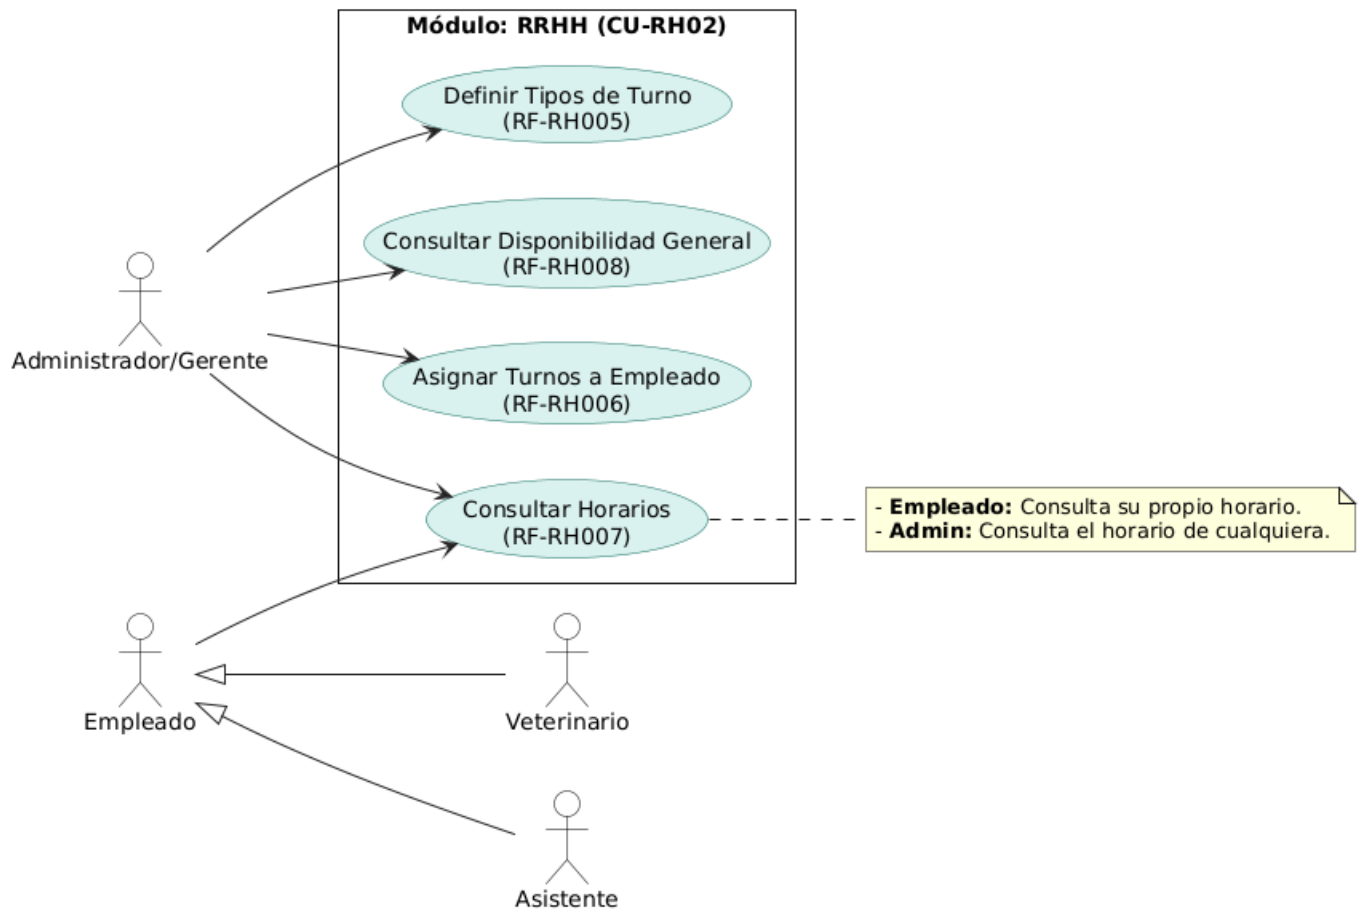 Módulo: RRHH (CU-RH02)
Definir Tipos de Turno
(RF-RH005)
Consultar Disponibilidad General
(RF-RH008)
Administrador/Gerente
Asignar Turnos a Empleado
(RF-RH006)
Consultar Horarios
(RF-RH007)
- Empleado: Consulta su propio horario.
- Admin: Consulta el horario de cualquiera.
Empleado
Veterinario
Asistente